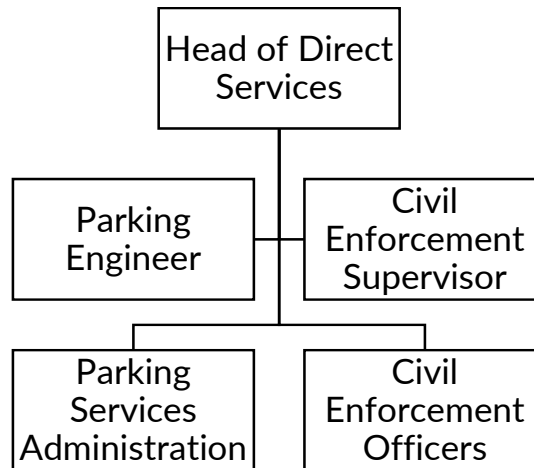 Head of Direct
Services
Parking
Engineer
Civil
Enforcement
Supervisor
Parking
Services
Administration
Civil
Enforcement
Officers